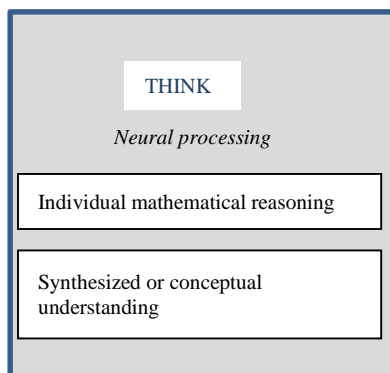 THINK
Neural processing
Individual mathematical reasoning
Synthesized or conceptual
understanding